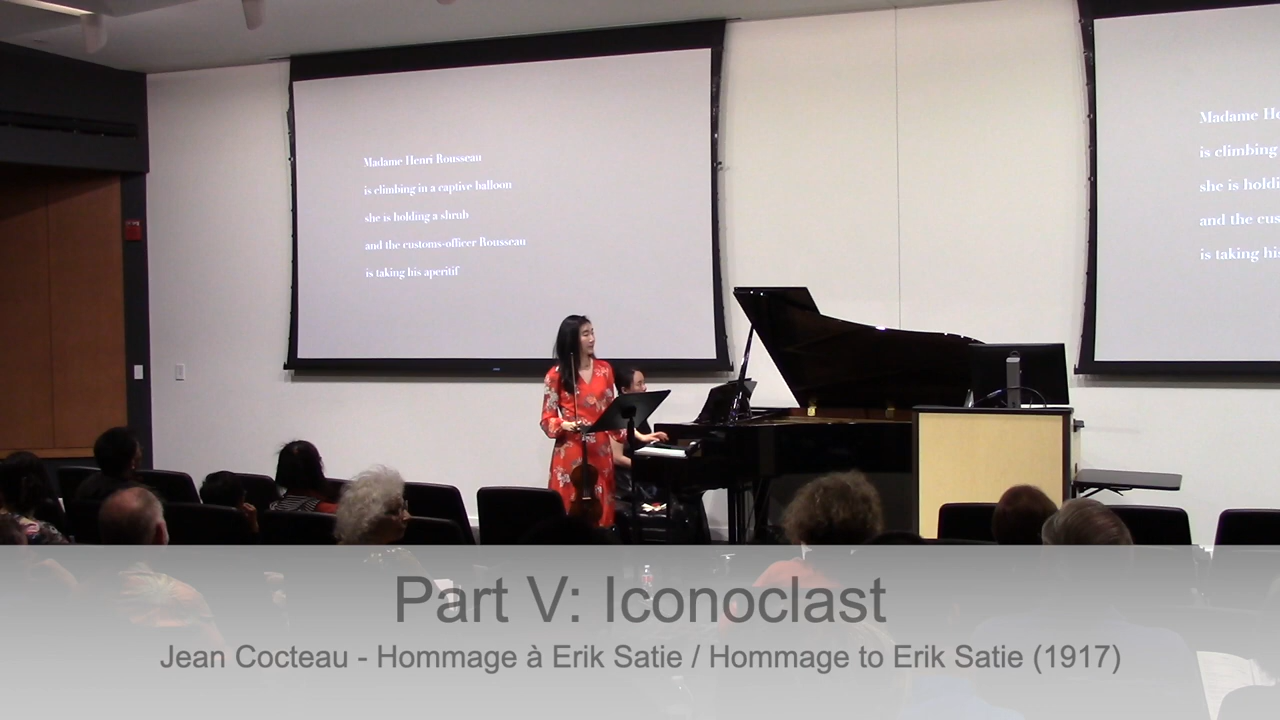 Madame Henri Rousseau
is climbing in a captive balloon
she is holding a shrub
and the customs-officer Rousseau
is taking his aperitif
Madame He
is climbing
she is holdi
and the cus
is taking his
Part V: Iconoclast
Jean Cocteau - Hommage à Erik Satie / Hommage to Erik Satie (1917)